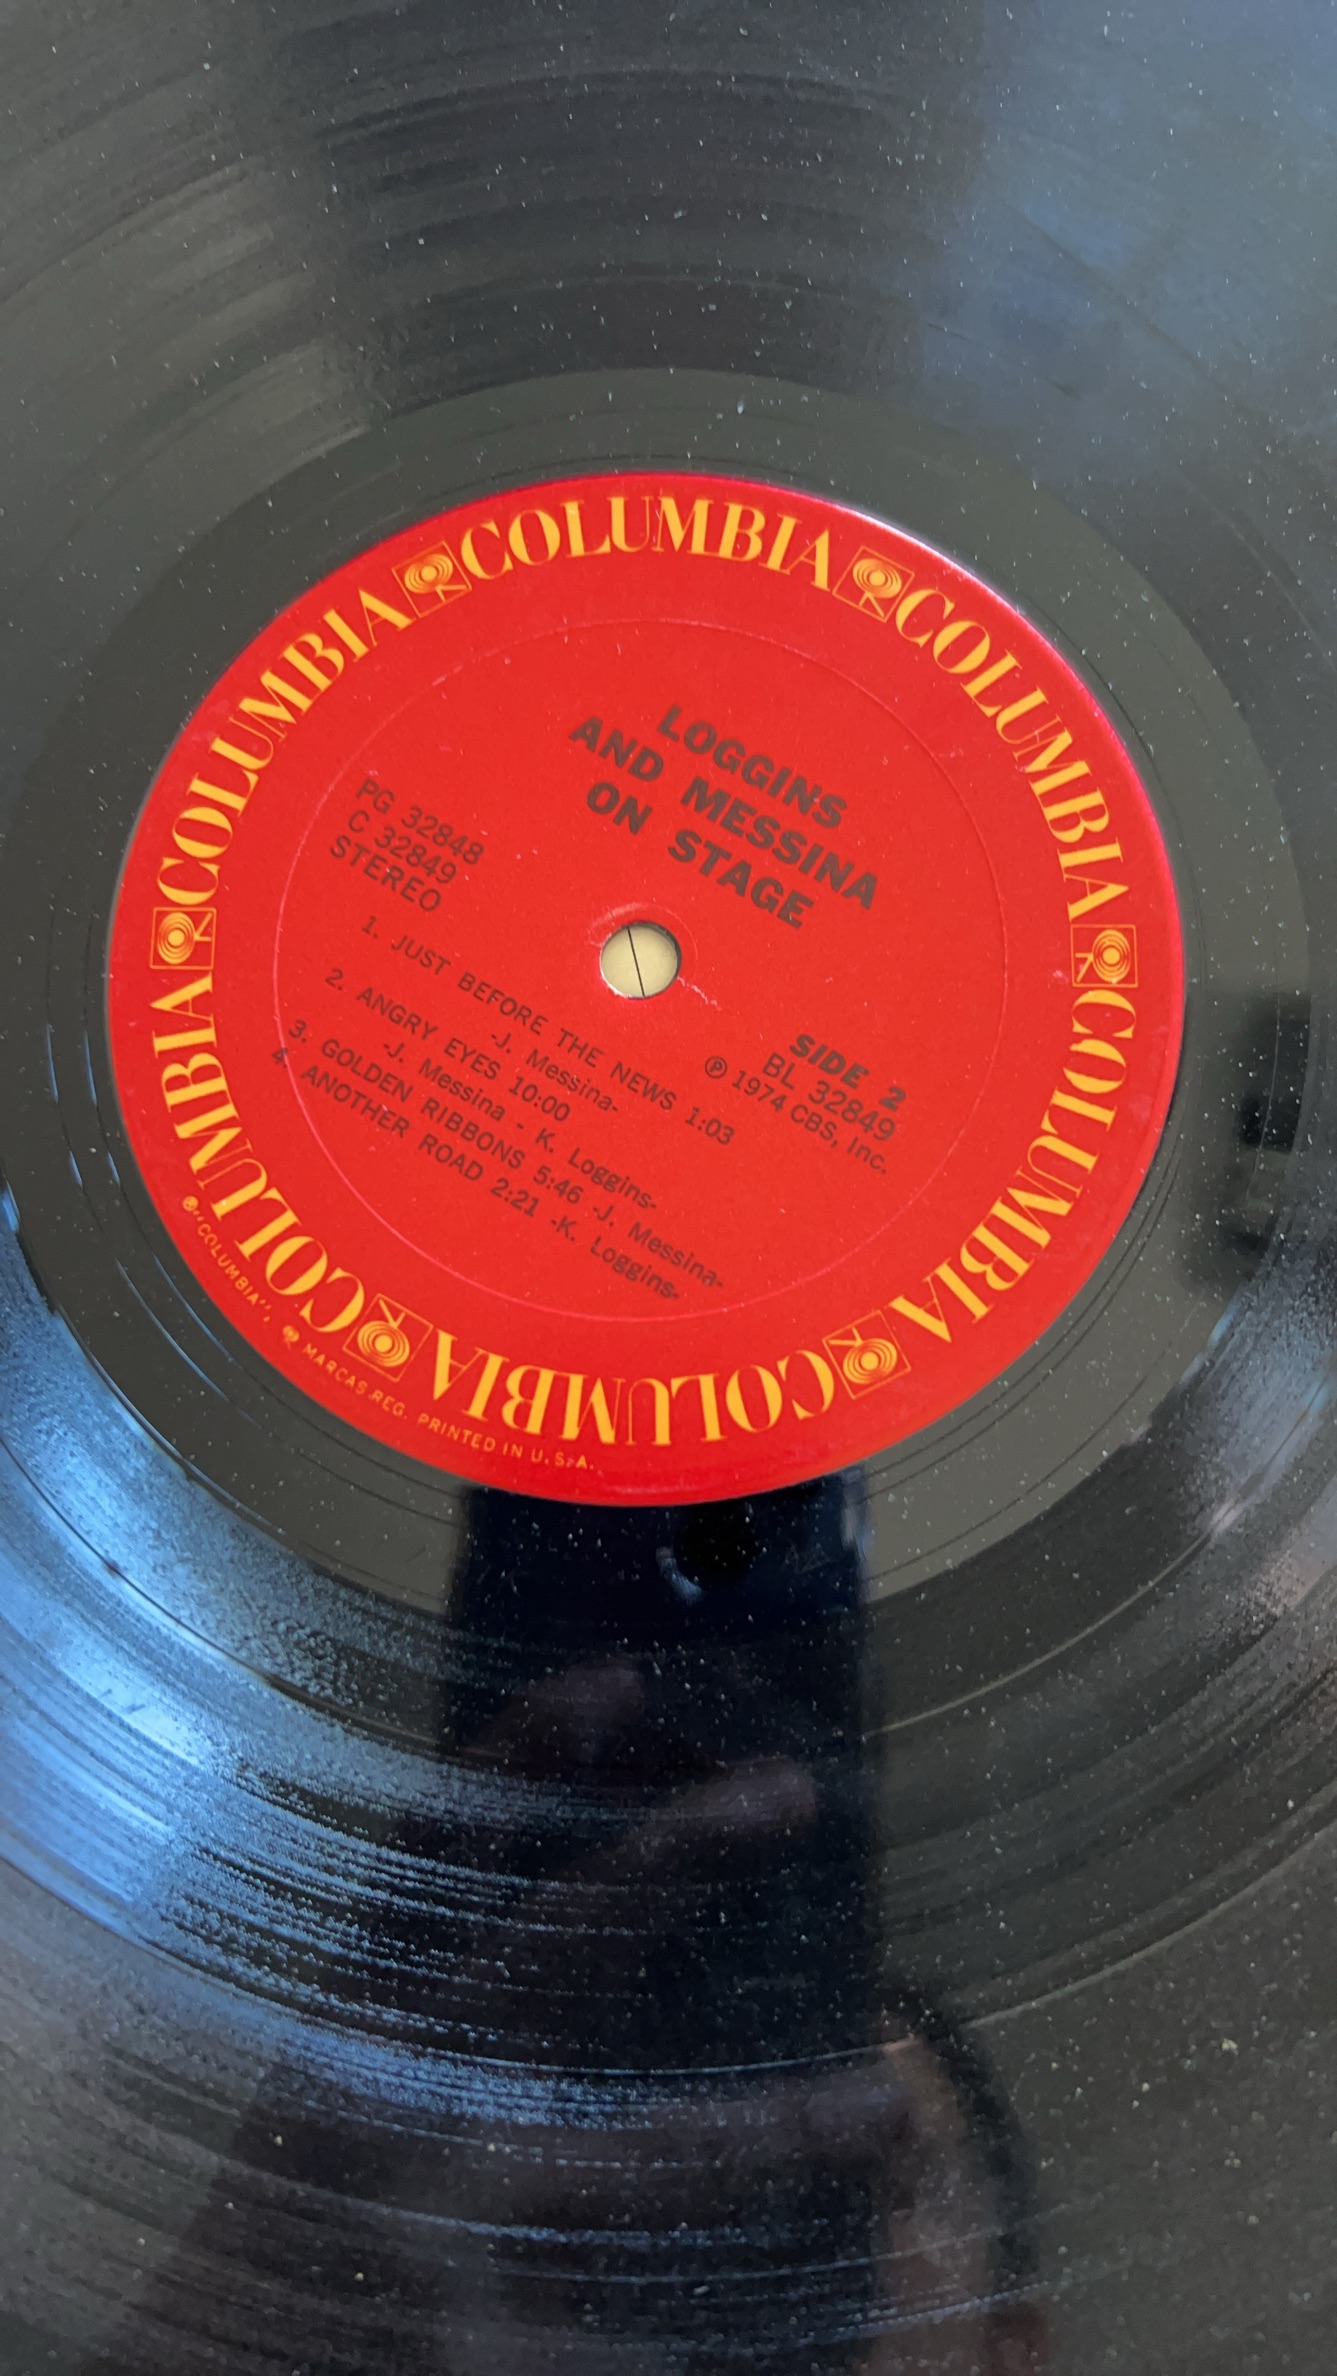 COLUMBIA COLUMBIA COLUMBIA COLUMBIA COLUMBIA COLUMBIA
LOGGINS
AND MESSINA
ON STAGE
PG 32848
C 32849
STEREO
SIDE 2
BL 32849
℗ 1974 CBS, Inc.
1. JUST BEFORE THE NEWS 1:03
-J. Messina-
2. ANGRY EYES 10:00
-J. Messina - K. Loggins-
3. GOLDEN RIBBONS 5:46 -J. Messina-
4. ANOTHER ROAD 2:21 -K. Loggins-
®"COLUMBIA", MARCAS REG. PRINTED IN U.S.A.